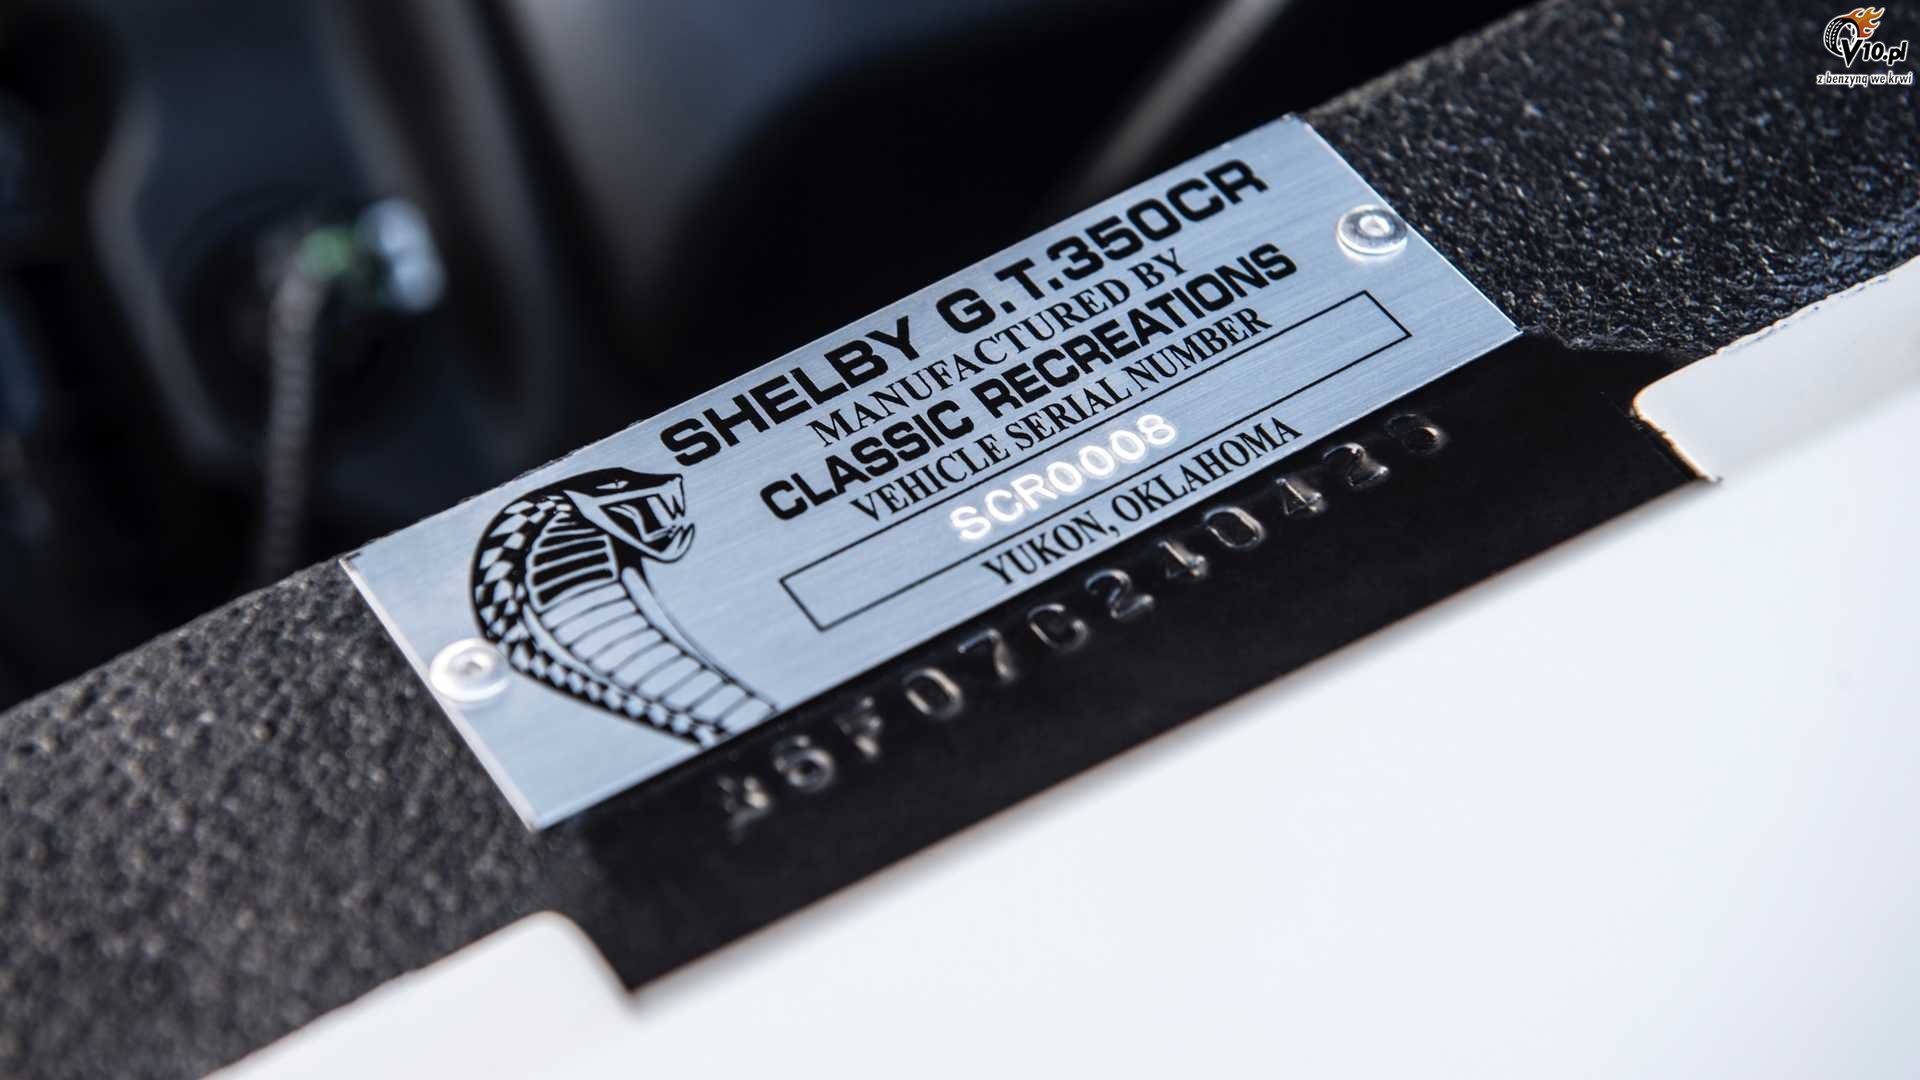 V10.pl
z benzyną we krwi
SHELBY G.T.350CR
MANUFACTURED BY
CLASSIC RECREATIONS
VEHICLE SERIAL NUMBER
SCR0008
YUKON, OKLAHOMA
6F07C240428